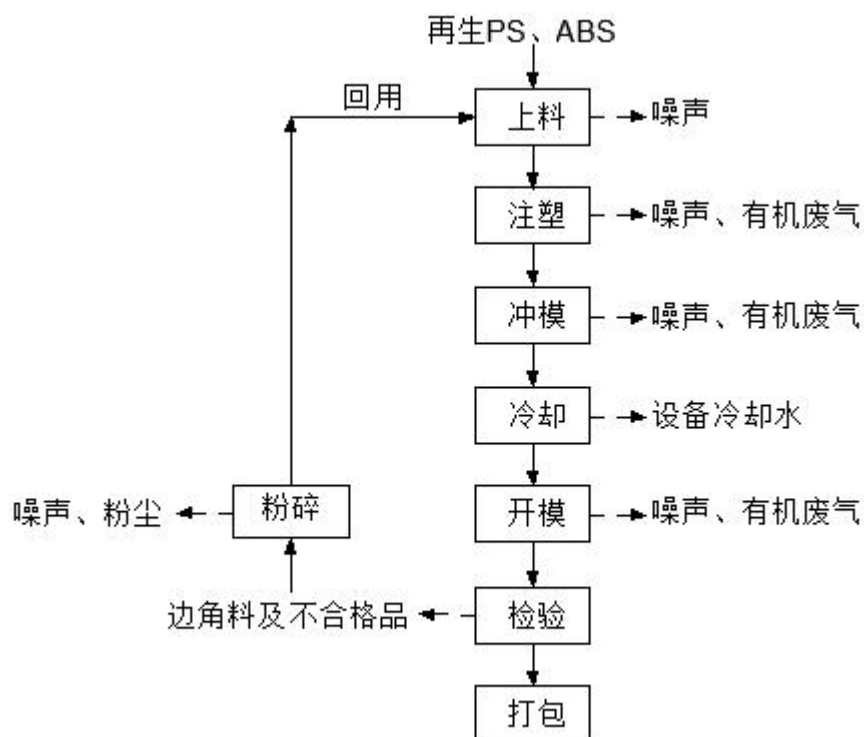 再生PS、ABS
回用
上料
噪声
注塑
噪声、有机废气
冲模
噪声、有机废气
冷却
设备冷却水
噪声、粉尘
粉碎
开模
噪声、有机废气
边角料及不合格品
检验
打包